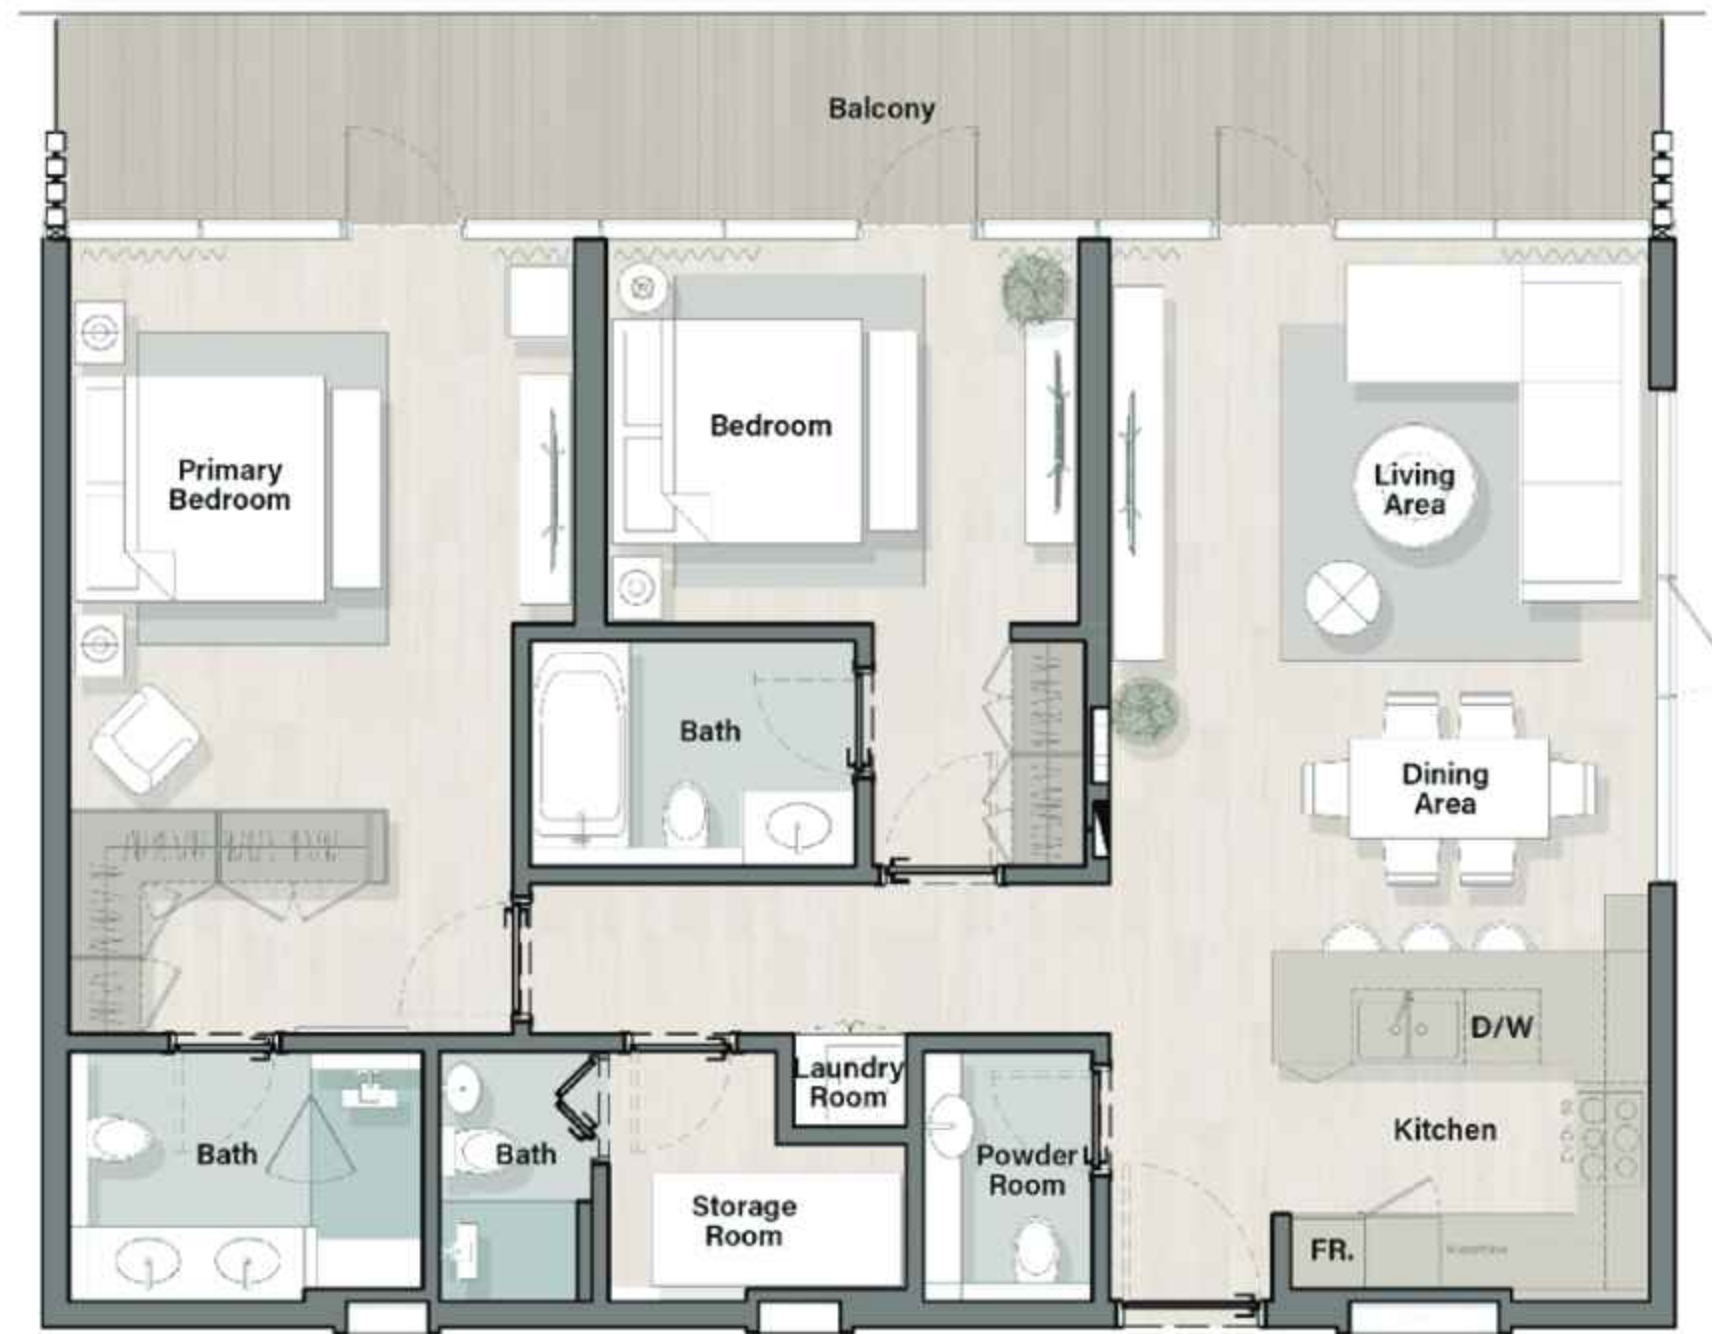 Balcony
Primary
Bedroom
Bedroom
Living
Area
Bath
Dining
Area
D/W
Laundry
Room
Kitchen
Bath
Bath
Powder
Room
Storage
Room
FR.